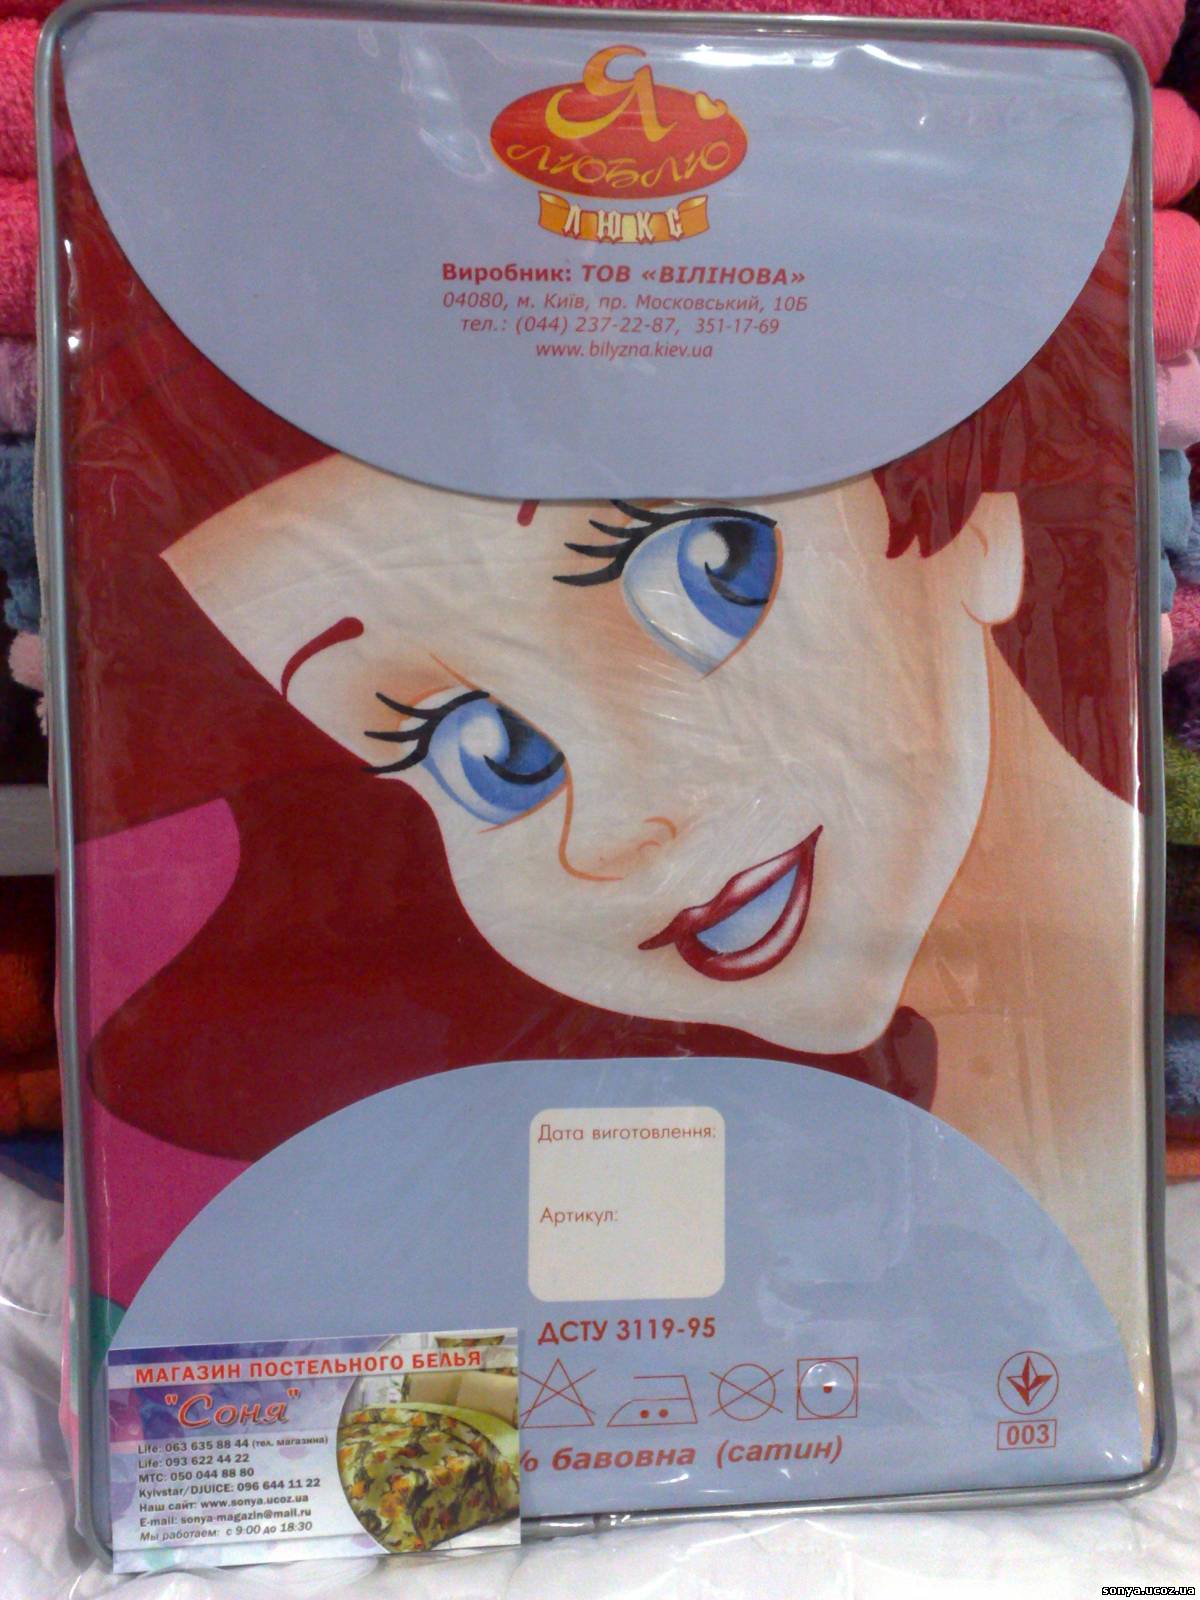 Я
ЛЮБЛЮ
ЛЮКС
Виробник: ТОВ «ВІЛІНОВА»
04080, м. Київ, пр. Московський, 10Б
тел.: (044) 237-22-87, 351-17-69
www.bilyzna.kiev.ua
Дата виготовлення:
Артикул:
ДСТУ 3119-95
003
% бавовна (сатин)
МАГАЗИН ПОСТЕЛЬНОГО БЕЛЬЯ
"Соня"
Life: 063 635 88 44 (тел. магазина)
Life: 093 622 44 22
МТС: 050 044 88 80
Kyivstar/DJUICE: 096 644 11 22
Наш сайт: www.sonya.ucoz.ua
E-mail: sonya-magazin@mail.ru
Мы работаем: с 9:00 до 18:30
sonya.ucoz.ua